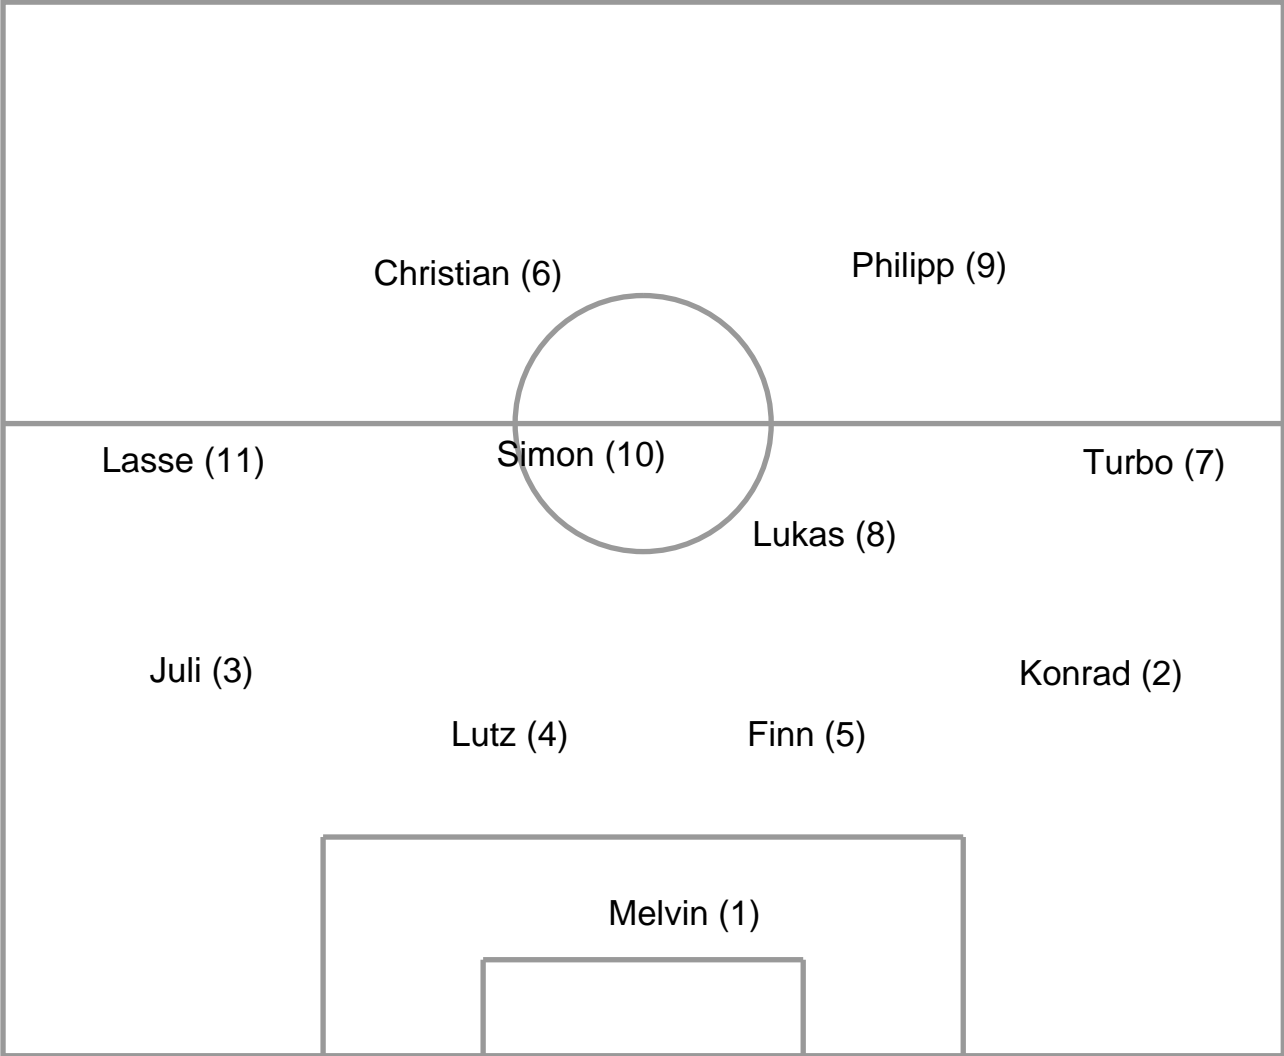 Christian (6)
Philipp (9)
Lasse (11)
Simon (10)
Turbo (7)
Lukas (8)
Juli (3)
Konrad (2)
Lutz (4)
Finn (5)
Melvin (1)